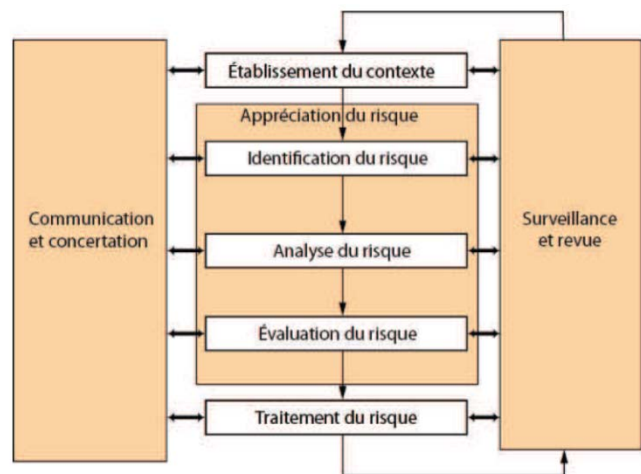 Établissement du contexte
Appréciation du risque
Identification du risque
Communication
et concertation
Surveillance
et revue
Analyse du risque
Évaluation du risque
Traitement du risque